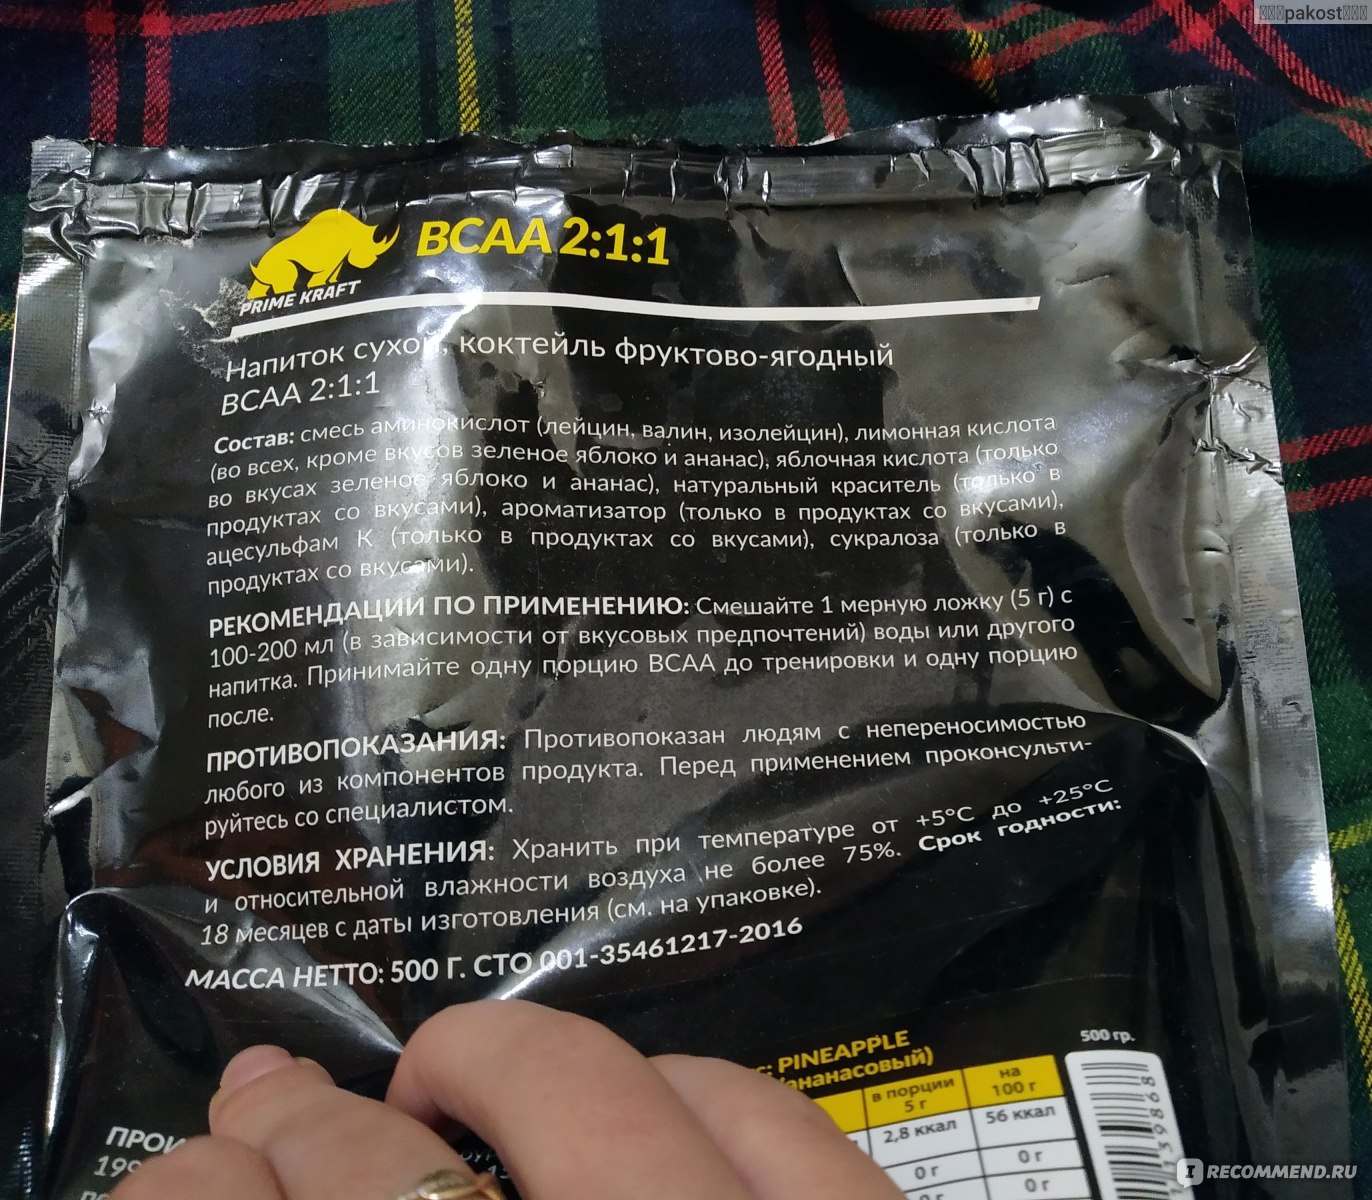 pakost
BCAA 2:1:1
PRIME KRAFT
Напиток сухой, коктейль фруктово-ягодный
BCAA 2:1:1
Состав: смесь аминокислот (лейцин, валин, изолейцин), лимонная кислота
(во всех, кроме вкусов зеленое яблоко и ананас), яблочная кислота (только
во вкусах зеленое яблоко и ананас), натуральный краситель (только в
продуктах со вкусами), ароматизатор (только в продуктах со вкусами),
ацесульфам К (только в продуктах со вкусами), сукралоза (только в
продуктах со вкусами).
РЕКОМЕНДАЦИИ ПО ПРИМЕНЕНИЮ: Смешайте 1 мерную ложку (5 г) с
100-200 мл (в зависимости от вкусовых предпочтений) воды или другого
напитка. Принимайте одну порцию BCAA до тренировки и одну порцию
после.
ПРОТИВОПОКАЗАНИЯ: Противопоказан людям с непереносимостью
любого из компонентов продукта. Перед применением проконсульти-
руйтесь со специалистом.
УСЛОВИЯ ХРАНЕНИЯ: Хранить при температуре от +5°С до +25°С
и относительной влажности воздуха не более 75%. Срок годности:
18 месяцев с даты изготовления (см. на упаковке).
МАССА НЕТТО: 500 Г. СТО 001-35461217-2016
PINEAPPLE
500 гр.
ананасовый)
в порции
5 г
на
100 г
2,8 ккал
56 ккал
0 г
0 г
0 г
0 г
RECOMMEND.RU